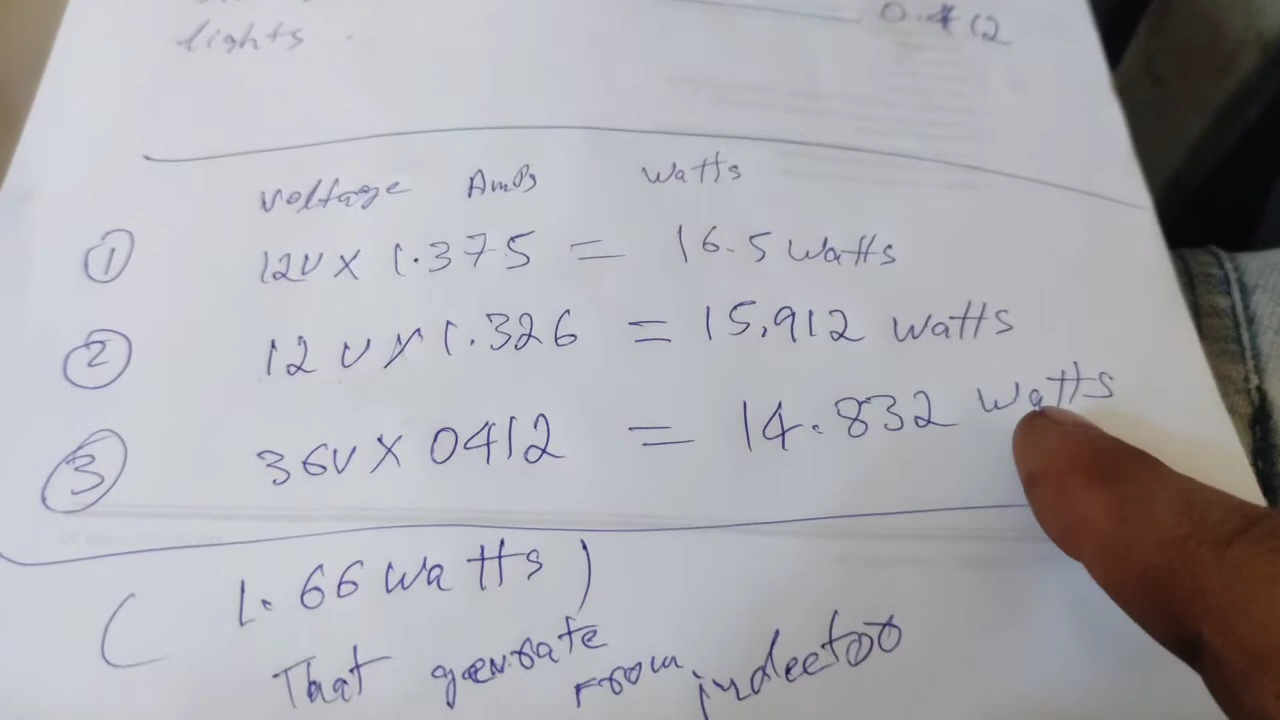 0.412
lights .
voltage Amps Watts
① 12V x 1.375 = 16.5 watts
② 12V x 1.326 = 15.912 watts
③ 36V x 0412 = 14.832 watts
( 1.66 watts )
That generate From indector